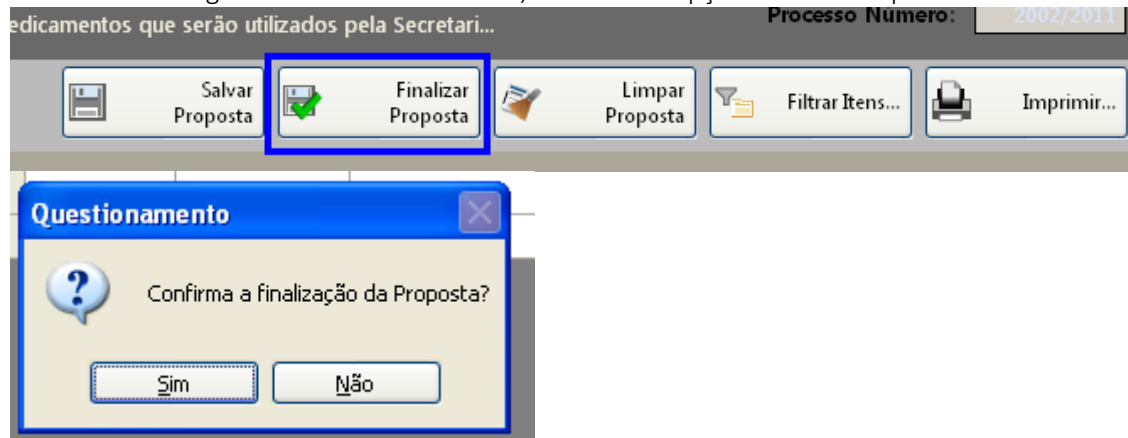 edicamentos que serão utilizados pela Secretari...
Processo Número: 2002/2011
Salvar
Proposta
Finalizar
Proposta
Limpar
Proposta
Filtrar Itens...
Imprimir...
Questionamento
Confirma a finalização da Proposta?
Sim
Não